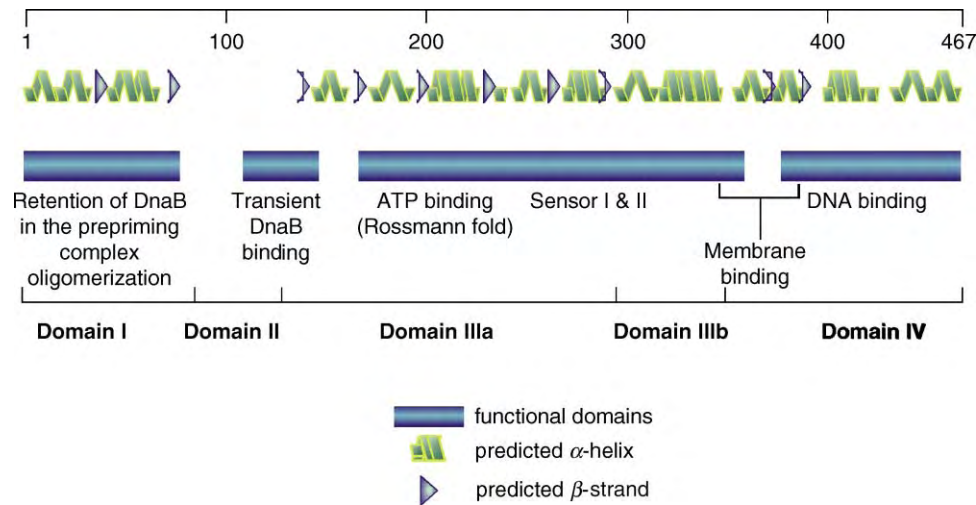 1 100 200 300 400 467
Retention of DnaB
in the prepriming
complex
oligomerization
Transient
DnaB
binding
ATP binding
(Rossmann fold)
Sensor I & II
Membrane
binding
DNA binding
Domain I Domain II Domain IIIa Domain IIIb Domain IV
functional domains
predicted α-helix
predicted β-strand